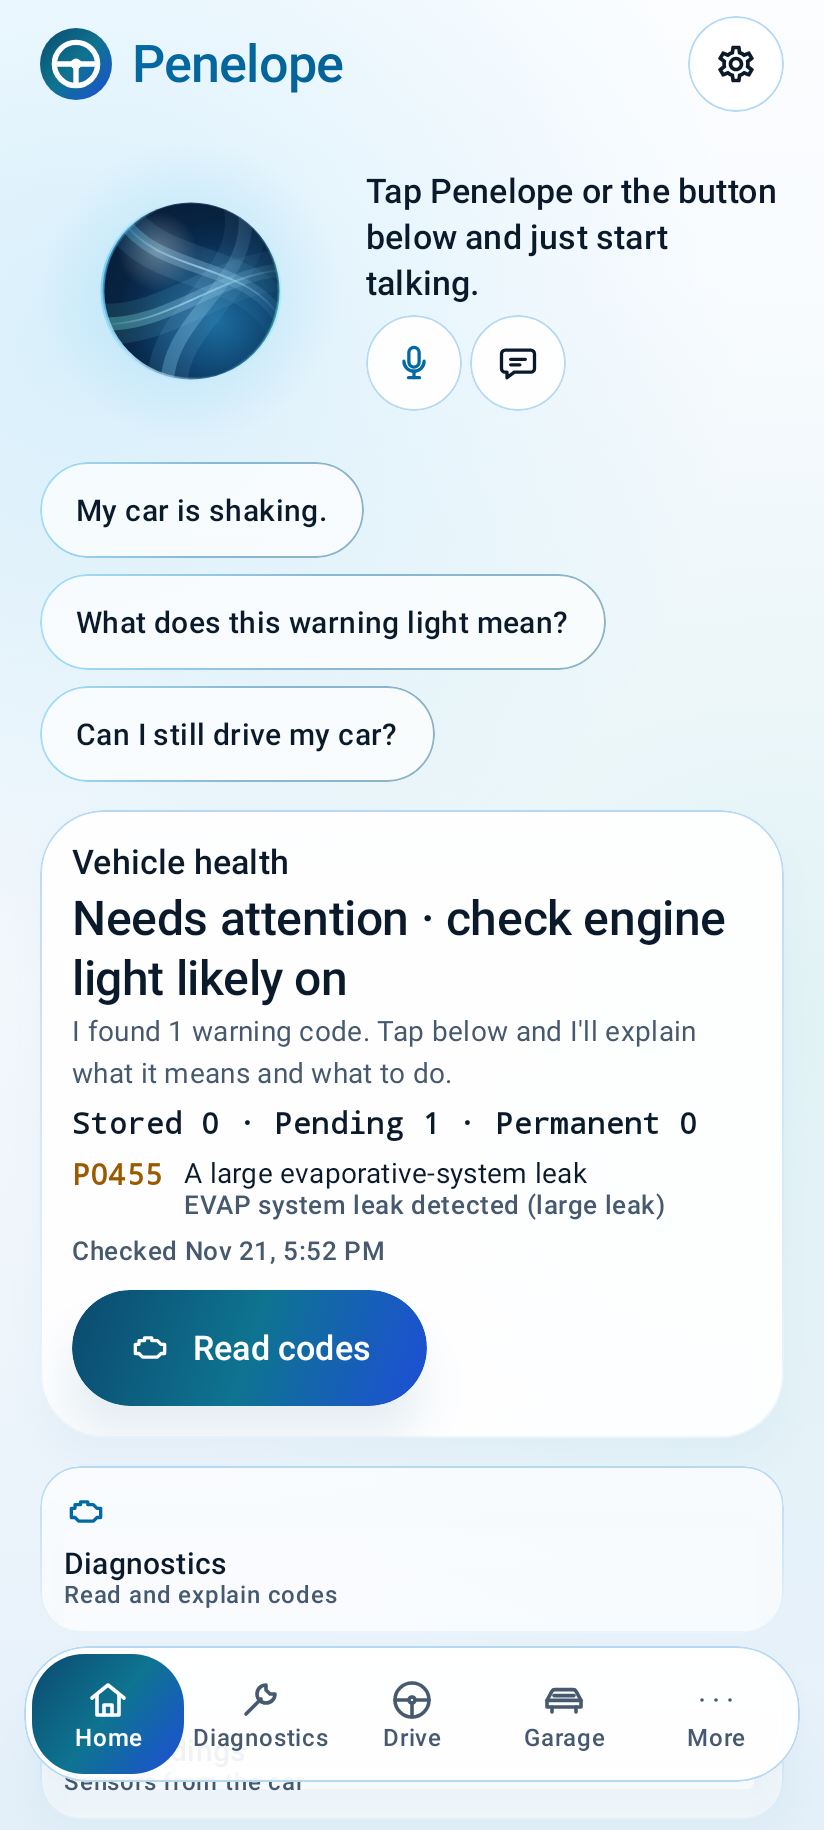 Penelope
Tap Penelope or the button
below and just start
talking.
My car is shaking.
What does this warning light mean?
Can I still drive my car?
Vehicle health
Needs attention · check engine
light likely on
I found 1 warning code. Tap below and I'll explain
what it means and what to do.
Stored 0 · Pending 1 · Permanent 0
P0455 A large evaporative-system leak
EVAP system leak detected (large leak)
Checked Nov 21, 5:52 PM
Read codes
Diagnostics
Read and explain codes
Home Diagnostics Drive Garage More
Sensors from the car